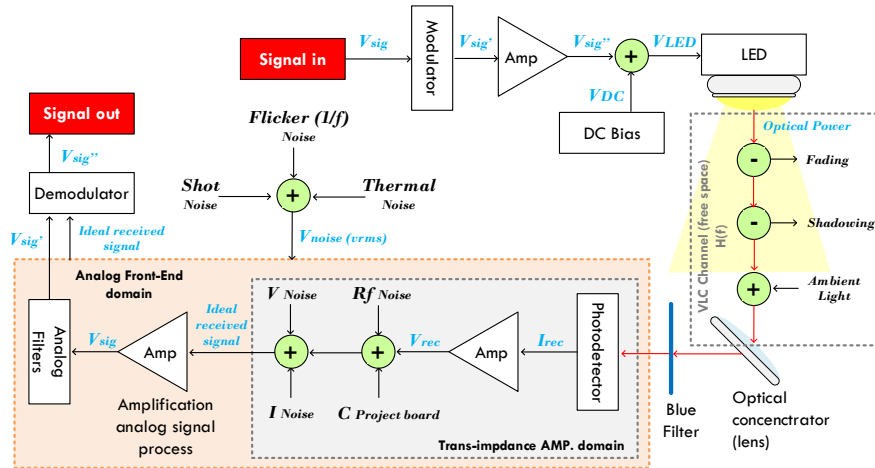 Signal in
Vsig
Modulator
Vsig'
Amp
Vsig''
+
VLED
LED
VDC
DC Bias
Optical Power
-
Fading
-
Shadowing
+
Ambient
Light
VLC Channel (free space)
H(f)
Optical
concenctrator
(lens)
Blue
Filter
Signal out
Vsig''
Demodulator
Vsig'
Ideal received
signal
Flicker (1/f)
Noise
Shot
Noise
+
Thermal
Noise
Vnoise (vrms)
Analog Front-End
domain
Analog
Filters
Vsig
Amp
Amplification
analog signal
process
Ideal
received
signal
V Noise
+
I Noise
Rf Noise
+
C Project board
Vrec
Amp
Irec
Photodetector
Trans-impdance AMP. domain